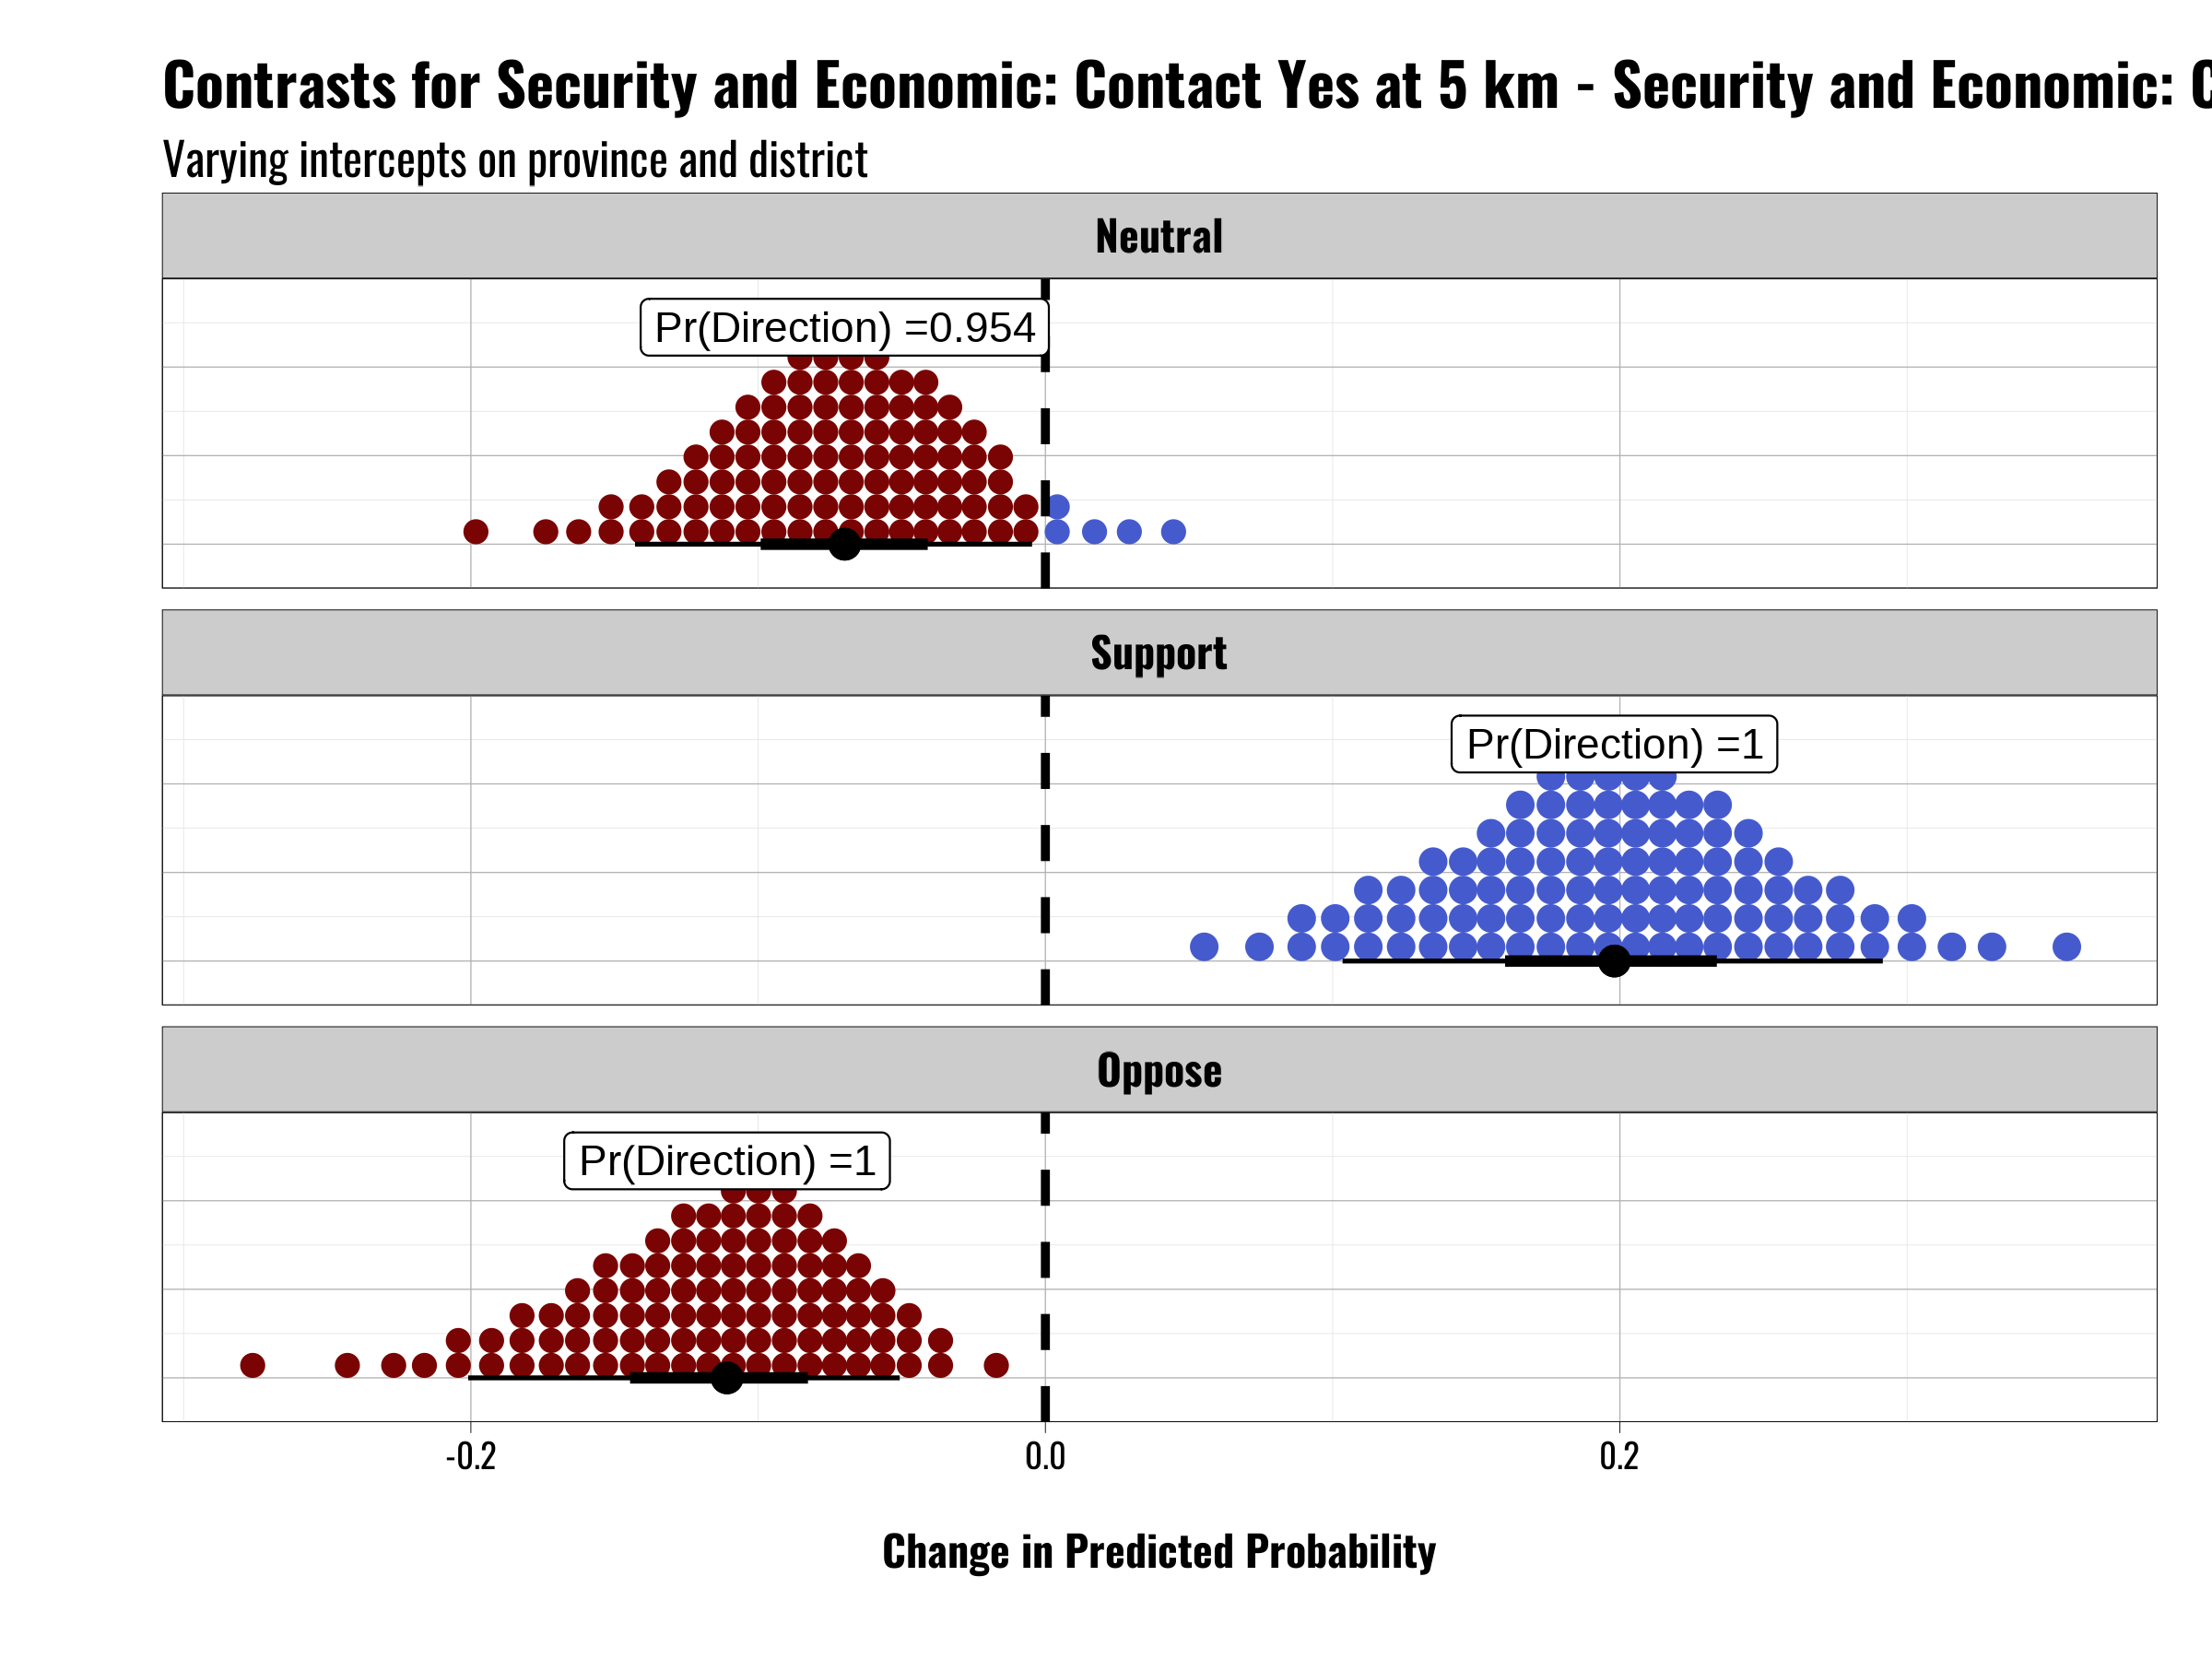 Contrasts for Security and Economic: Contact Yes at 5 km - Security and Economic:
Varying intercepts on province and district
Neutral
Pr(Direction) =0.954
Support
Pr(Direction) =1
Oppose
Pr(Direction) =1
-0.2 0.0 0.2
Change in Predicted Probability